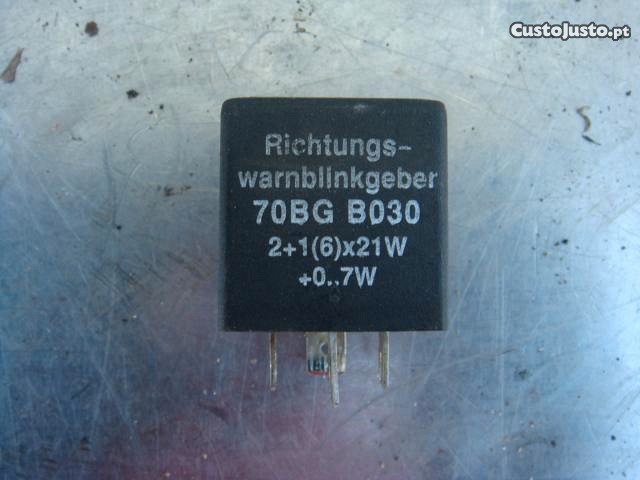 CustoJusto.pt
Richtungs-
warnblinkgeber
70BG B030
2+1(6)x21W
+0..7W